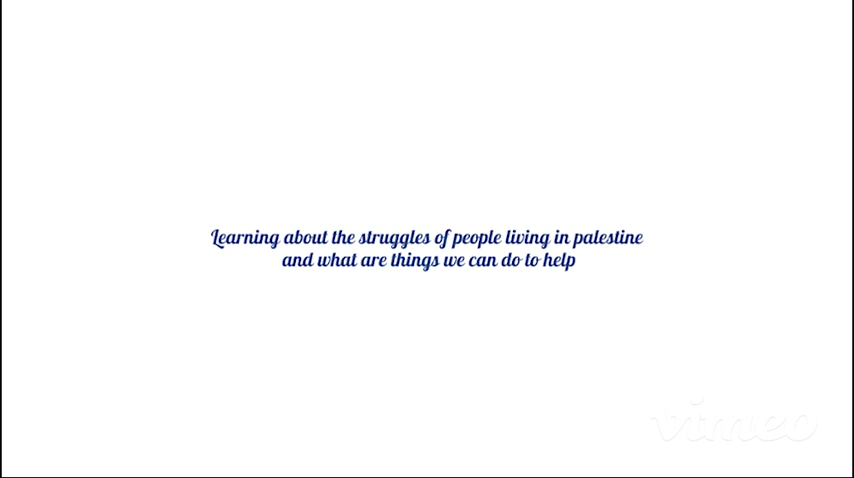 Learning about the struggles of people living in palestine
and what are things we can do to help
vimeo